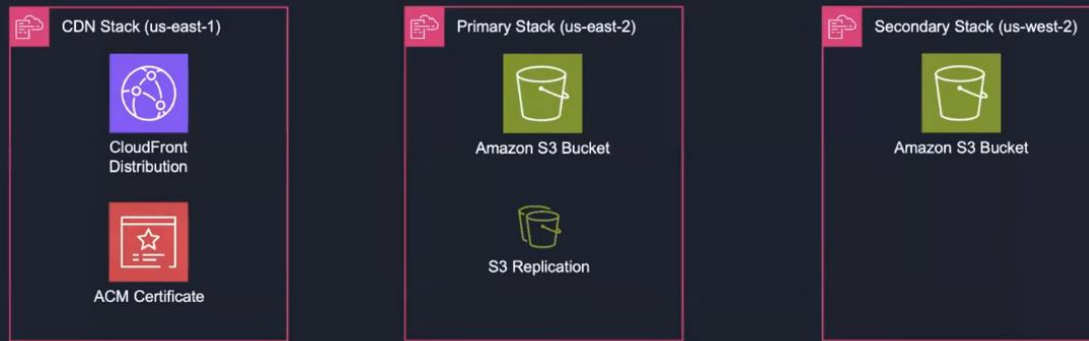 CDN Stack (us-east-1)
CloudFront
Distribution
ACM Certificate
Primary Stack (us-east-2)
Amazon S3 Bucket
S3 Replication
Secondary Stack (us-west-2)
Amazon S3 Bucket